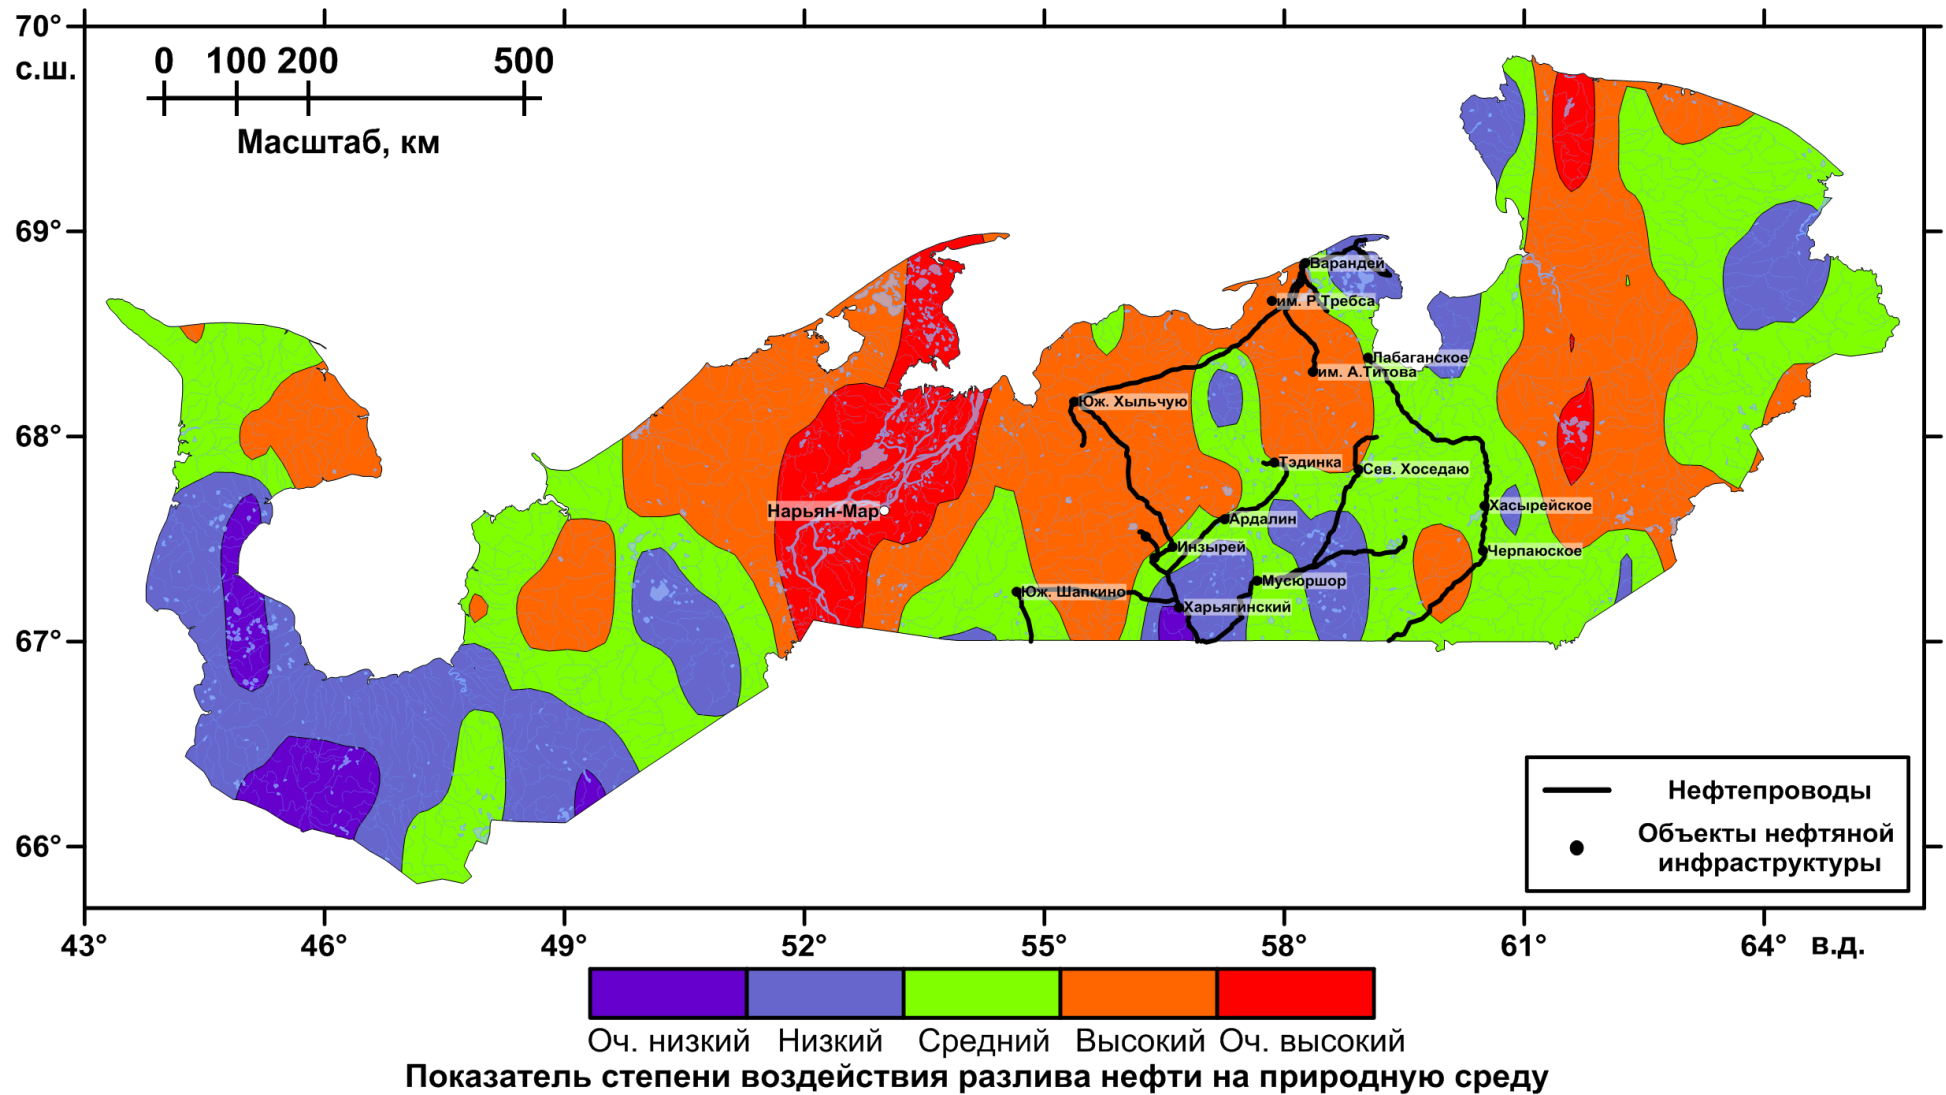 70°
с.ш.
0 100 200 500
Масштаб, км
69°
68°
67°
66°
Варандей
им. Р.Требса
Лабаганское
им. А.Титова
Юж. Хыльчую
Тэдинка
Сев. Хоседаю
Хасырейское
Нарьян-Мар
Ардалин
Инзырей
Черпаюское
Мусюршор
Юж. Шапкино
Харьягинский
Нефтепроводы
Объекты нефтяной
инфраструктуры
43° 46° 49° 52° 55° 58° 61° 64° в.д.
Оч. низкий Низкий Средний Высокий Оч. высокий
Показатель степени воздействия разлива нефти на природную среду